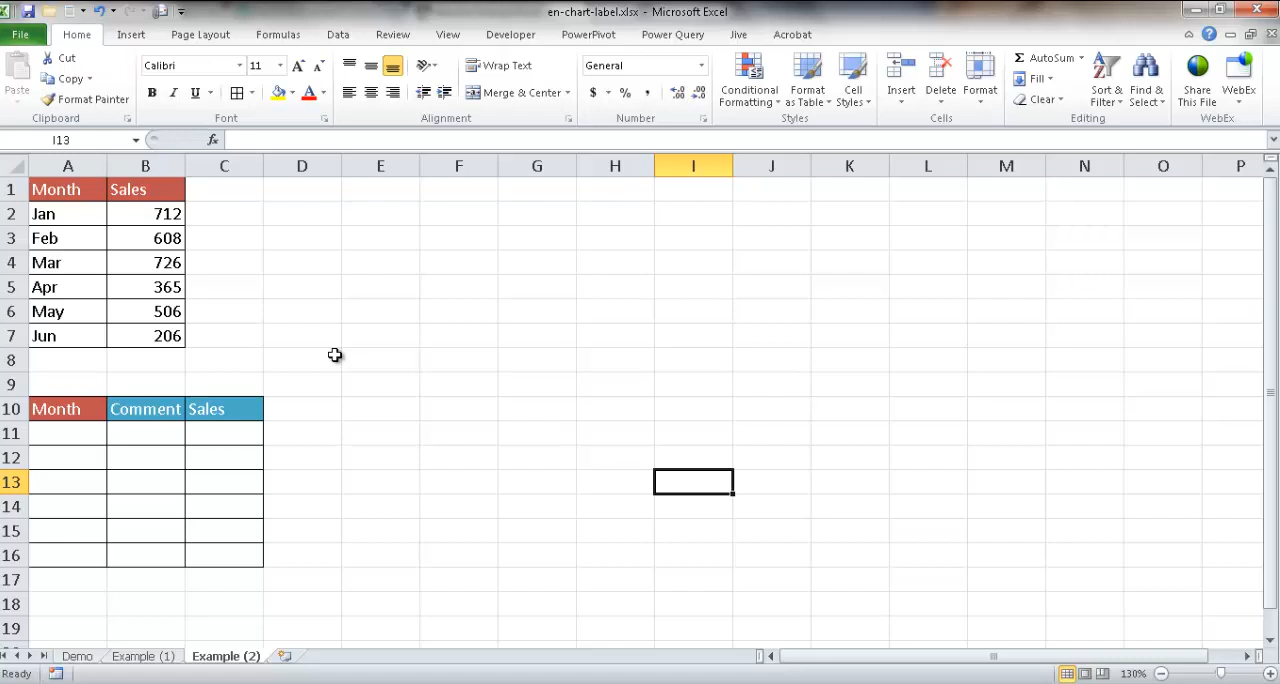 en-chart-label.xlsx - Microsoft Excel
File Home Insert Page Layout Formulas Data Review View Developer PowerPivot Power Query Jive Acrobat
Paste
Cut
Copy
Format Painter
Clipboard
Calibri 11
B I U
Font
Wrap Text
Merge & Center
Alignment
General
$ % ,
Number
Conditional Formatting
Format as Table
Cell Styles
Styles
Insert
Delete
Format
Cells
AutoSum
Fill
Clear
Sort & Filter
Find & Select
Editing
Share This File
WebEx
WebEx
I13 fx
A B C D E F G H I J K L M N O P
1 Month Sales
2 Jan 712
3 Feb 608
4 Mar 726
5 Apr 365
6 May 506
7 Jun 206
8
9
10 Month Comment Sales
11
12
13
14
15
16
17
18
19
Demo Example (1) Example (2)
Ready 130%